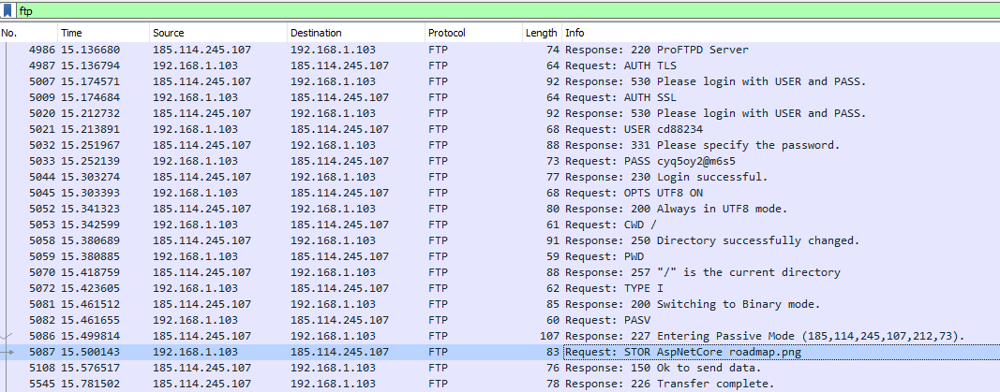 ftp
No. Time Source Destination Protocol Length Info
4986 15.136680 185.114.245.107 192.168.1.103 FTP 74 Response: 220 ProFTPD Server
4987 15.136794 192.168.1.103 185.114.245.107 FTP 64 Request: AUTH TLS
5007 15.174571 185.114.245.107 192.168.1.103 FTP 92 Response: 530 Please login with USER and PASS.
5009 15.174684 192.168.1.103 185.114.245.107 FTP 64 Request: AUTH SSL
5020 15.212732 185.114.245.107 192.168.1.103 FTP 92 Response: 530 Please login with USER and PASS.
5021 15.213891 192.168.1.103 185.114.245.107 FTP 68 Request: USER cd88234
5032 15.251967 185.114.245.107 192.168.1.103 FTP 88 Response: 331 Please specify the password.
5033 15.252139 192.168.1.103 185.114.245.107 FTP 73 Request: PASS cyq5oy2@m6s5
5044 15.303274 185.114.245.107 192.168.1.103 FTP 77 Response: 230 Login successful.
5045 15.303393 192.168.1.103 185.114.245.107 FTP 68 Request: OPTS UTF8 ON
5052 15.341323 185.114.245.107 192.168.1.103 FTP 80 Response: 200 Always in UTF8 mode.
5053 15.342599 192.168.1.103 185.114.245.107 FTP 61 Request: CWD /
5058 15.380689 185.114.245.107 192.168.1.103 FTP 91 Response: 250 Directory successfully changed.
5059 15.380885 192.168.1.103 185.114.245.107 FTP 59 Request: PWD
5070 15.418759 185.114.245.107 192.168.1.103 FTP 88 Response: 257 "/" is the current directory
5072 15.423605 192.168.1.103 185.114.245.107 FTP 62 Request: TYPE I
5081 15.461512 185.114.245.107 192.168.1.103 FTP 85 Response: 200 Switching to Binary mode.
5082 15.461655 192.168.1.103 185.114.245.107 FTP 60 Request: PASV
5086 15.499814 185.114.245.107 192.168.1.103 FTP 107 Response: 227 Entering Passive Mode (185,114,245,107,212,73).
5087 15.500143 192.168.1.103 185.114.245.107 FTP 83 Request: STOR AspNetCore roadmap.png
5108 15.576517 185.114.245.107 192.168.1.103 FTP 76 Response: 150 Ok to send data.
5545 15.781502 185.114.245.107 192.168.1.103 FTP 78 Response: 226 Transfer complete.